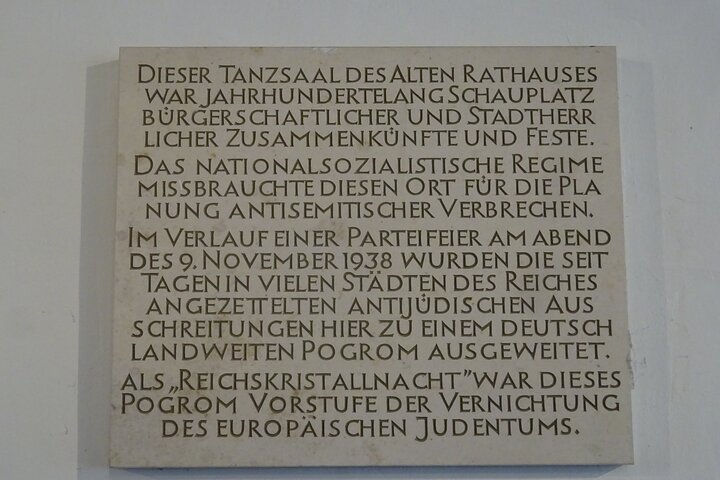 DIESER TANZSAAL DES ALTEN RATHAUSES
WAR JAHRHUNDERTELANG SCHAUPLATZ
BÜRGERSCHAFTLICHER UND STADTHERR
LICHER ZUSAMMENKÜNFTE UND FESTE.
DAS NATIONALSOZIALISTISCHE REGIME
MISSBRAUCHTE DIESEN ORT FÜR DIE PLA
NUNG ANTISEMITISCHER VERBRECHEN.
IM VERLAUF EINER PARTEIFEIER AM ABEND
DES 9. NOVEMBER 1938 WURDEN DIE SEIT
TAGEN IN VIELEN STÄDTEN DES REICHES
ANGEZETTELTEN ANTIJÜDISCHEN AUS
SCHREITUNGEN HIER ZU EINEM DEUTSCH
LANDWEITEN POGROM AUSGEWEITET.
ALS „REICHSKRISTALLNACHT” WAR DIESES
POGROM VORSTUFE DER VERNICHTUNG
DES EUROPÄISCHEN JUDENTUMS.